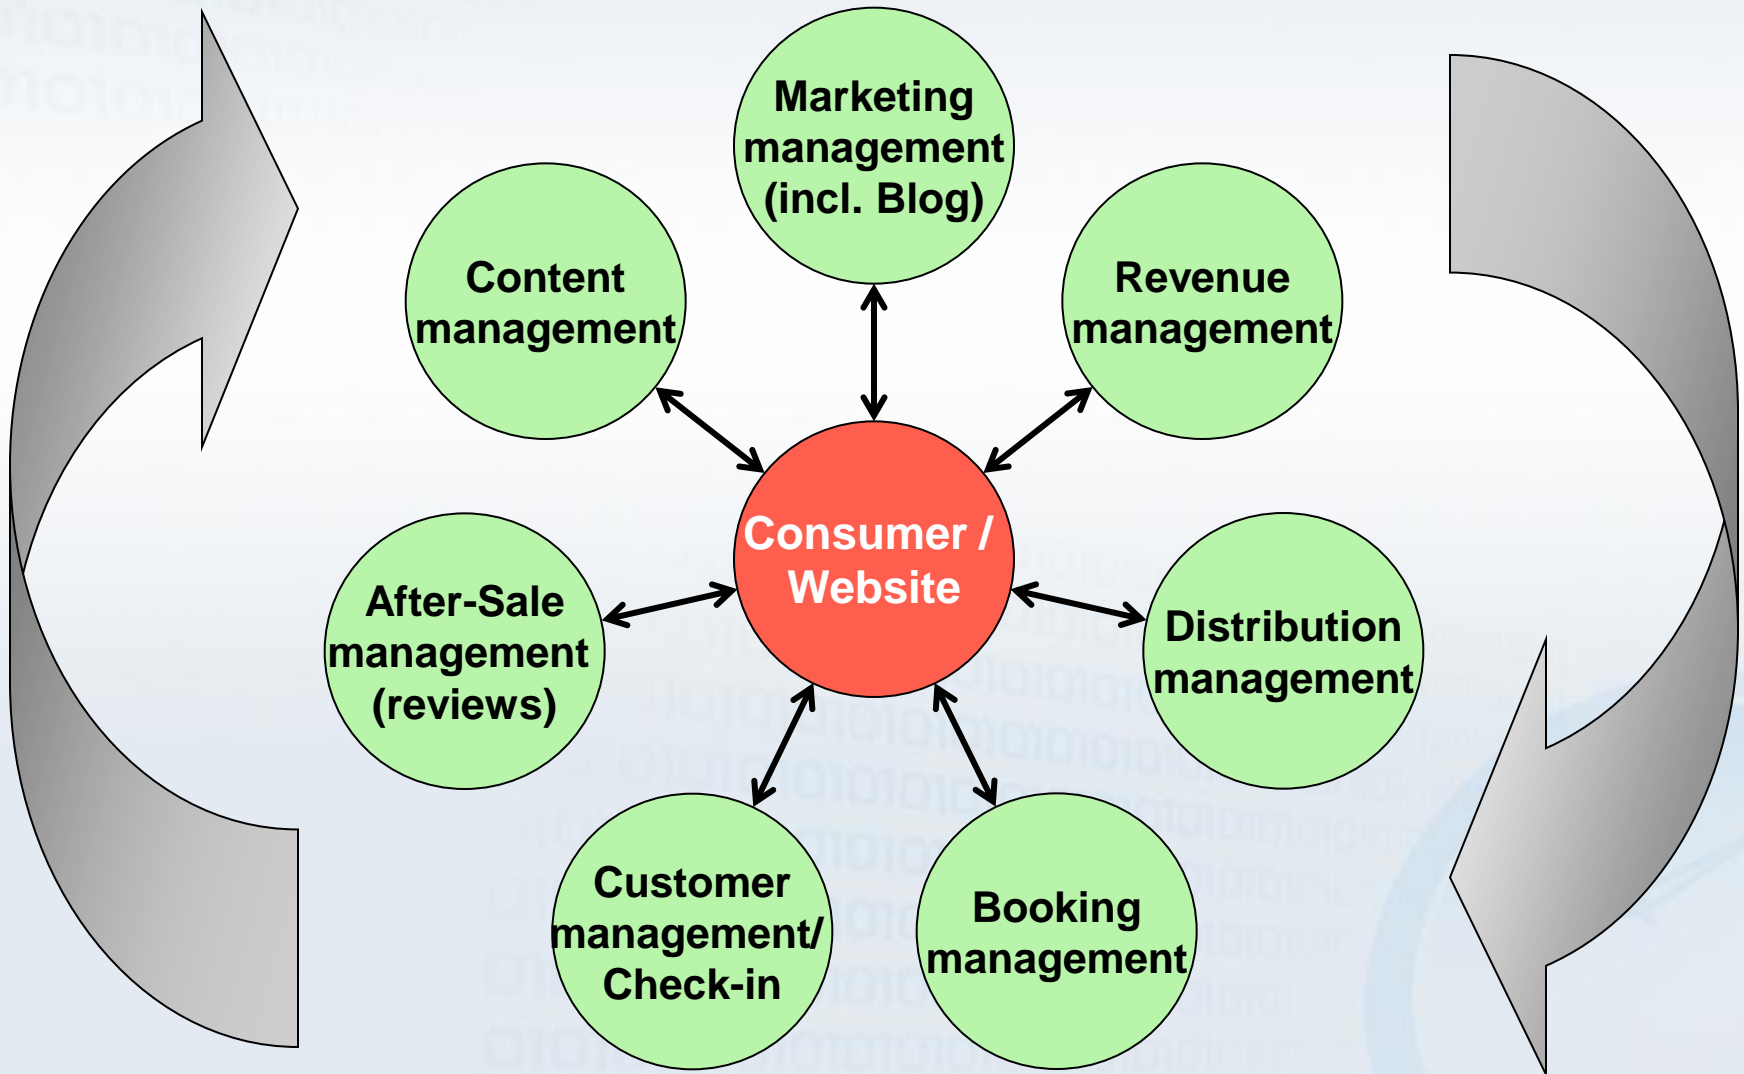 Marketing
management
(incl. Blog)
Content
management
Revenue
management
Consumer /
Website
After-Sale
management
(reviews)
Distribution
management
Customer
management/
Check-in
Booking
management